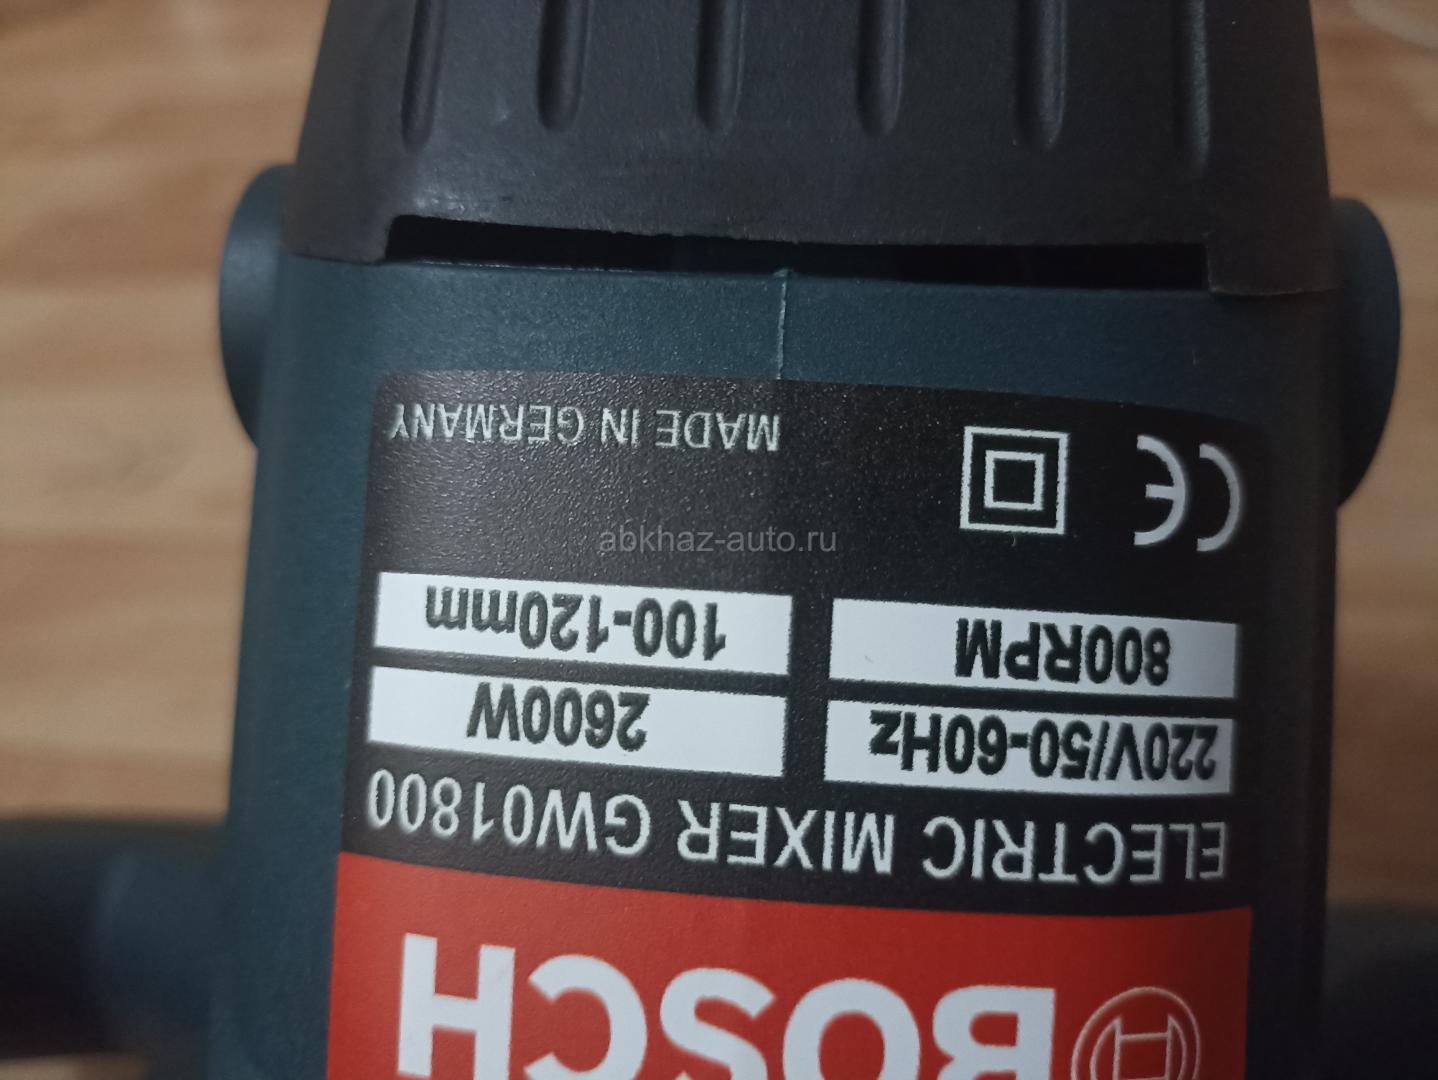 BOSCH
ELECTRIC MIXER GW01800
220V/50-60Hz 2600W
800RPM 100-120mm
CE MADE IN GERMANY
abkhaz-auto.ru